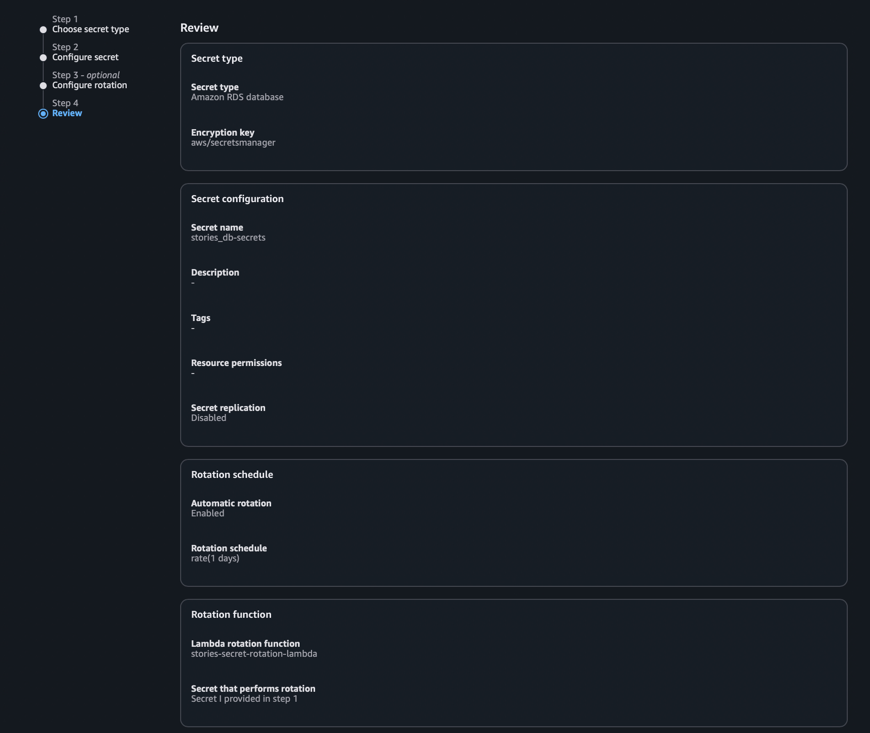 Step 1
Choose secret type
Step 2
Configure secret
Step 3 - optional
Configure rotation
Step 4
Review
Review
Secret type
Secret type
Amazon RDS database
Encryption key
aws/secretsmanager
Secret configuration
Secret name
stories_db-secrets
Description
-
Tags
-
Resource permissions
-
Secret replication
Disabled
Rotation schedule
Automatic rotation
Enabled
Rotation schedule
rate(1 days)
Rotation function
Lambda rotation function
stories-secret-rotation-lambda
Secret that performs rotation
Secret I provided in step 1